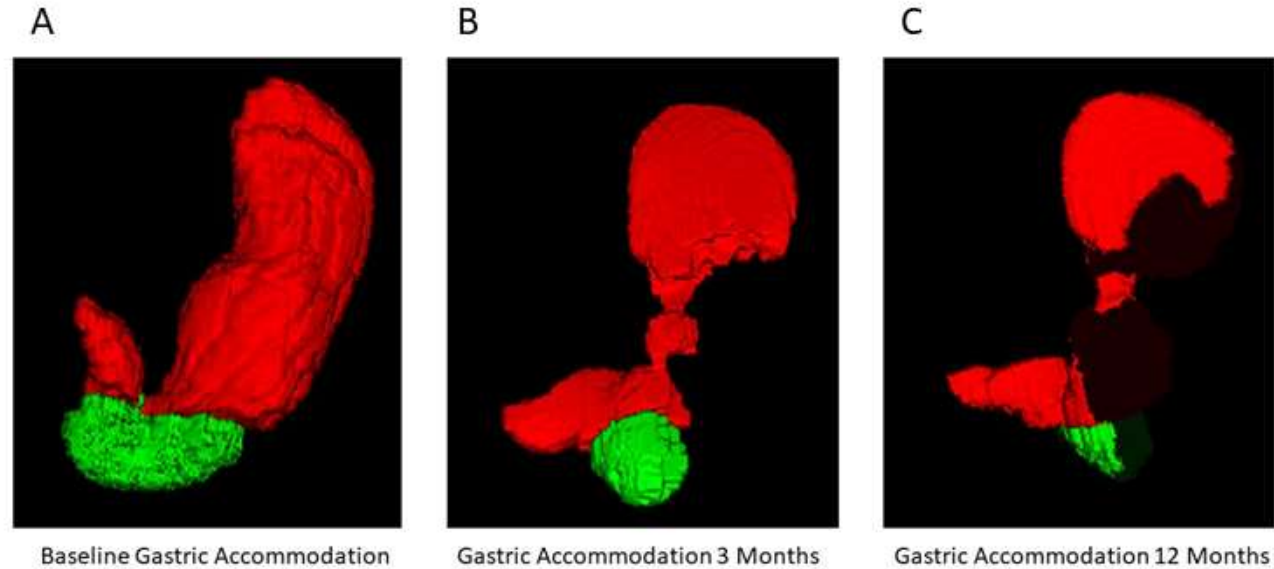 A
B
C
Baseline Gastric Accommodation
Gastric Accommodation 3 Months
Gastric Accommodation 12 Months